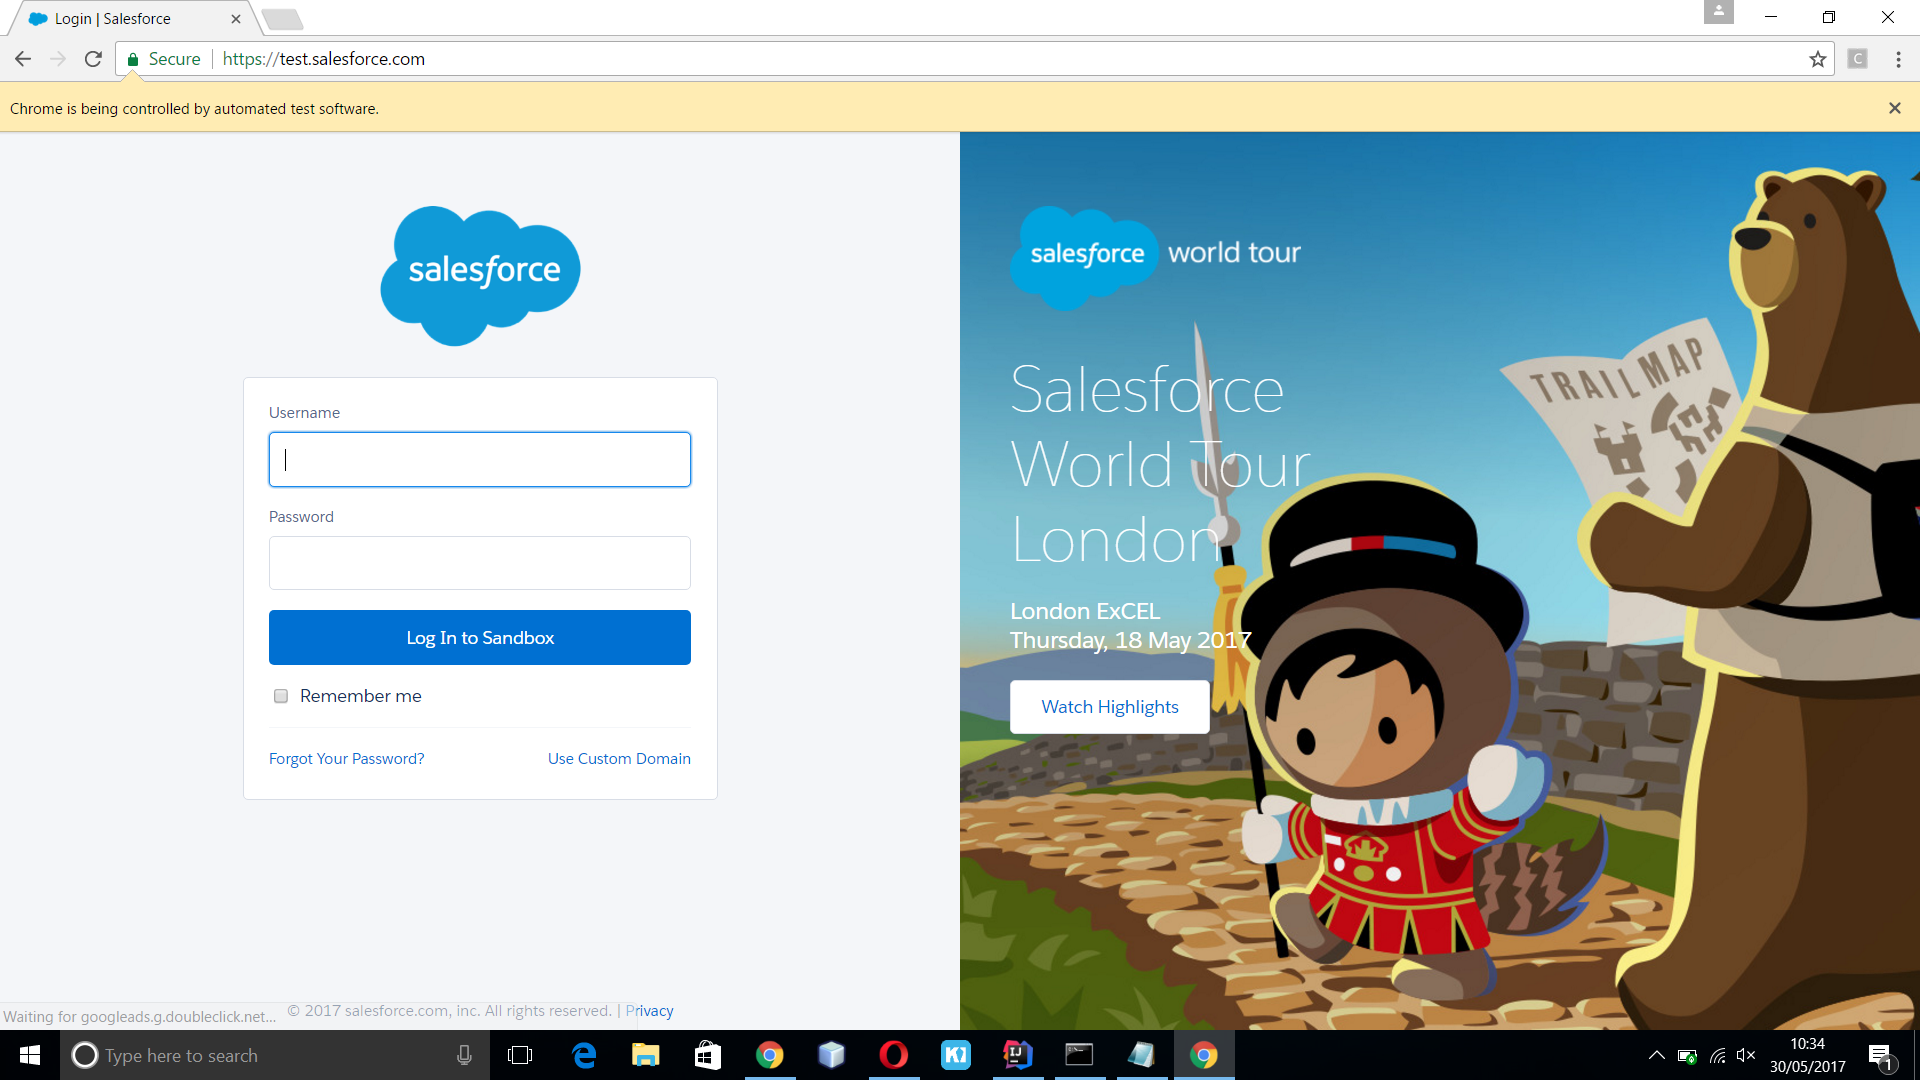 Login | Salesforce
Secure
https://test.salesforce.com
C
Chrome is being controlled by automated test software.
salesforce
Username
Password
Log In to Sandbox
Remember me
Forgot Your Password?
Use Custom Domain
© 2017 salesforce.com, inc. All rights reserved. | Privacy
Waiting for googleads.g.doubleclick.net...
salesforce world tour
Salesforce
World Tour
London
London ExCEL
Thursday, 18 May 2017
Watch Highlights
TRAIL MAP
Type here to search
IJ
10:34
30/05/2017
1